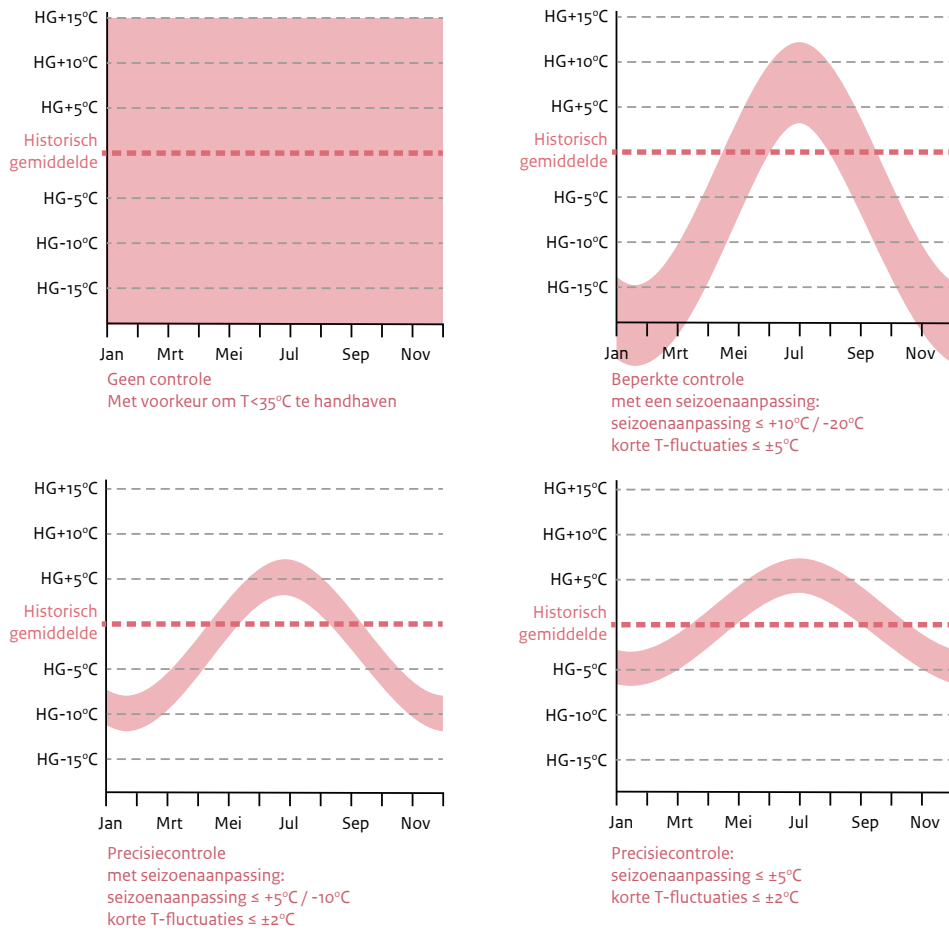 HG+15°C
HG+10°C
HG+5°C
Historisch
gemiddelde
HG-5°C
HG-10°C
HG-15°C
Jan Mrt Mei Jul Sep Nov
Geen controle
Met voorkeur om T<35°C te handhaven
HG+15°C
HG+10°C
HG+5°C
Historisch
gemiddelde
HG-5°C
HG-10°C
HG-15°C
Jan Mrt Mei Jul Sep Nov
Beperkte controle
met een seizoenaanpassing:
seizoenaanpassing ≤ +10°C / -20°C
korte T-fluctuaties ≤ ±5°C
HG+15°C
HG+10°C
HG+5°C
Historisch
gemiddelde
HG-5°C
HG-10°C
HG-15°C
Jan Mrt Mei Jul Sep Nov
Precisiecontrole
met seizoenaanpassing:
seizoenaanpassing ≤ +5°C / -10°C
korte T-fluctuaties ≤ ±2°C
HG+15°C
HG+10°C
HG+5°C
Historisch
gemiddelde
HG-5°C
HG-10°C
HG-15°C
Jan Mrt Mei Jul Sep Nov
Precisiecontrole:
seizoenaanpassing ≤ ±5°C
korte T-fluctuaties ≤ ±2°C